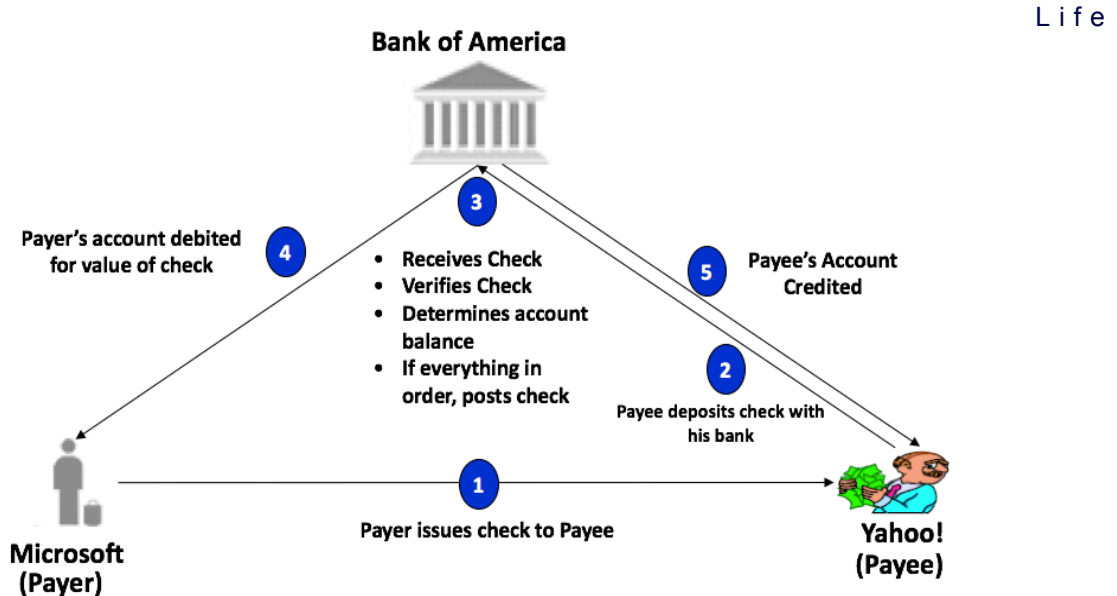 Life
Bank of America
3
Payer's account debited
for value of check
4
• Receives Check
• Verifies Check
• Determines account
balance
• If everything in
order, posts check
5
Payee's Account
Credited
2
Payee deposits check with
his bank
1
Payer issues check to Payee
Microsoft
(Payer)
Yahoo!
(Payee)